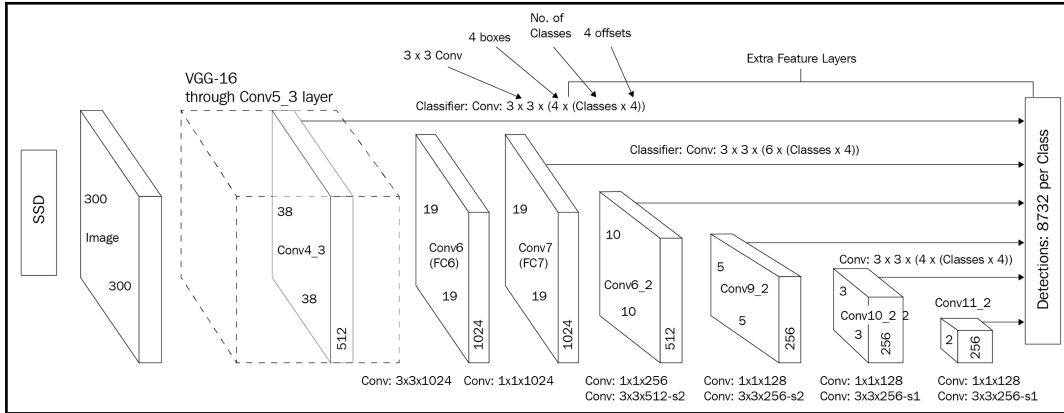 No. of
Classes
4 boxes
4 offsets
3 x 3 Conv
Extra Feature Layers
VGG-16
through Conv5_3 layer
Classifier: Conv: 3 x 3 x (4 x (Classes x 4))
Classifier: Conv: 3 x 3 x (6 x (Classes x 4))
SSD
300
Image
300
38
Conv4_3
38
512
19
Conv6
(FC6)
19
1024
19
Conv7
(FC7)
19
1024
10
Conv6_2
10
512
5
Conv9_2
5
256
Conv: 3 x 3 x (4 x (Classes x 4))
3
Conv10_2 2
3
256
Conv11_2
2
256
Detections: 8732 per Class
Conv: 3x3x1024
Conv: 1x1x1024
Conv: 1x1x256
Conv: 3x3x512-s2
Conv: 1x1x128
Conv: 3x3x256-s2
Conv: 1x1x128
Conv: 3x3x256-s1
Conv: 1x1x128
Conv: 3x3x256-s1